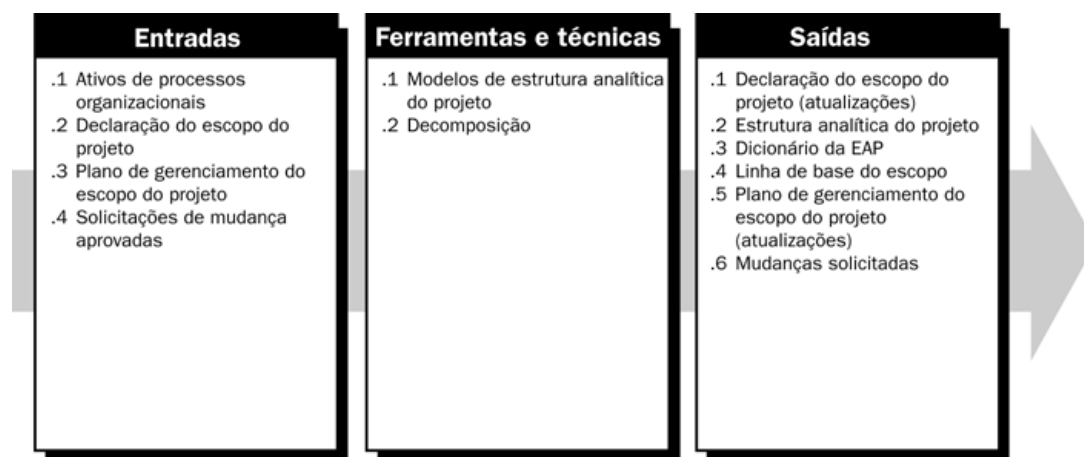 Entradas
.1 Ativos de processos
organizacionais
.2 Declaração do escopo do
projeto
.3 Plano de gerenciamento do
escopo do projeto
.4 Solicitações de mudança
aprovadas
Ferramentas e técnicas
.1 Modelos de estrutura analítica
do projeto
.2 Decomposição
Saídas
.1 Declaração do escopo do
projeto (atualizações)
.2 Estrutura analítica do projeto
.3 Dicionário da EAP
.4 Linha de base do escopo
.5 Plano de gerenciamento do
escopo do projeto
(atualizações)
.6 Mudanças solicitadas